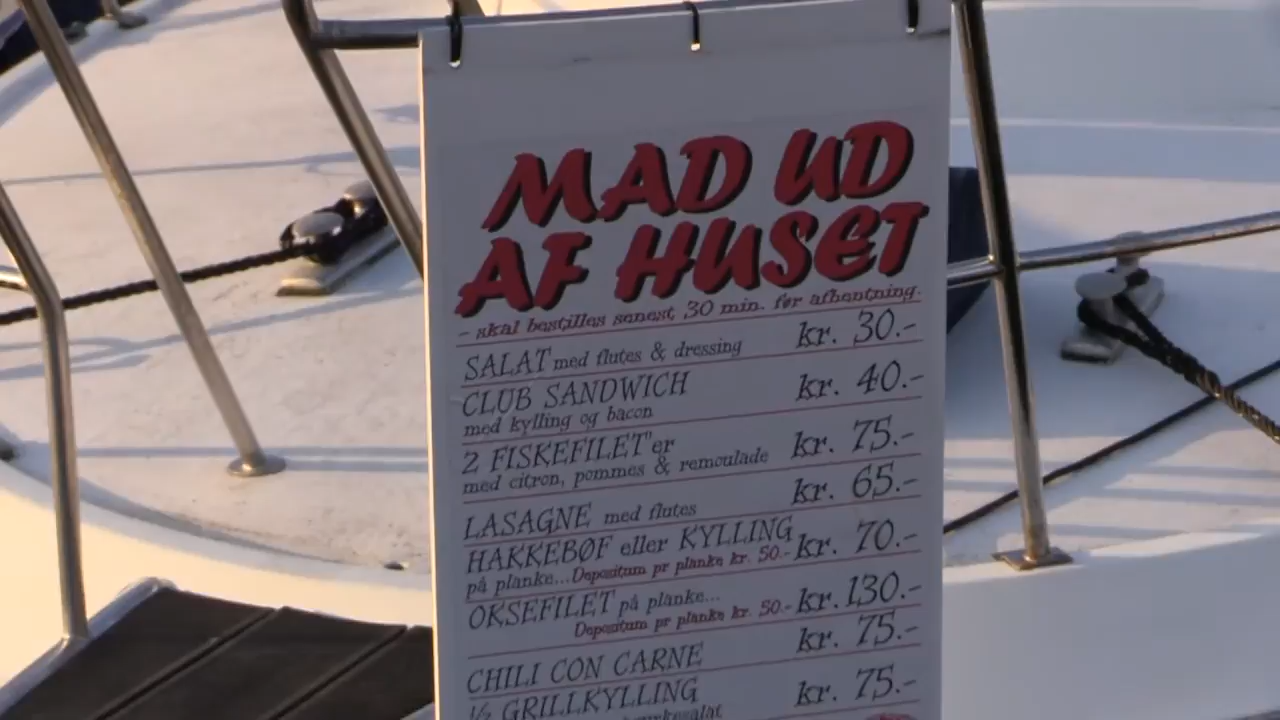 MAD UD
AF HUSET
- skal bestilles senest 30 min. før afhentning.
SALAT med flutes & dressing kr. 30.-
CLUB SANDWICH kr. 40.-
med kylling og bacon
2 FISKEFILET'er kr. 75.-
med citron, pommes & remoulade
LASAGNE med flutes kr. 65.-
HAKKEBØF eller KYLLING kr. 70.-
på planke... Depositum pr planke kr. 50.-
OKSEFILET på planke... kr. 130.-
Depositum pr planke kr. 50.-
CHILI CON CARNE kr. 75.-
½ GRILLKYLLING kr. 75.-